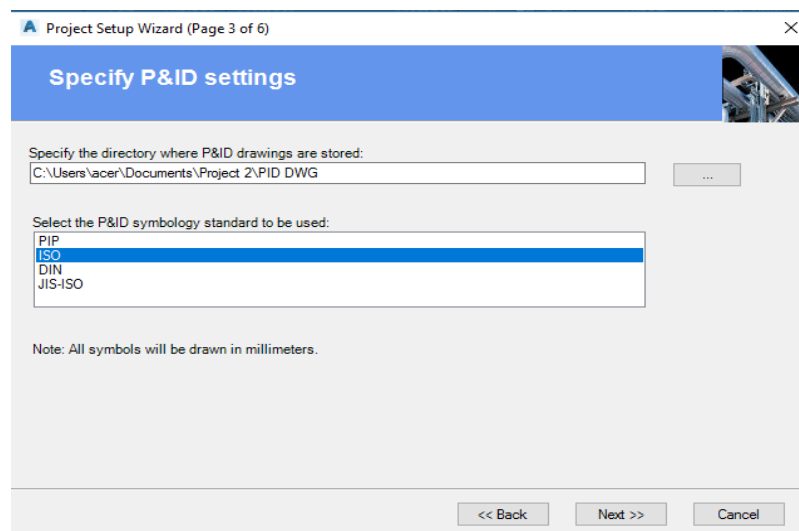 Project Setup Wizard (Page 3 of 6)
Specify P&ID settings
Specify the directory where P&ID drawings are stored:
C:\Users\acer\Documents\Project 2\PID DWG
...
Select the P&ID symbology standard to be used:
PIP
ISO
DIN
JIS-ISO
Note: All symbols will be drawn in millimeters.
<< Back Next >> Cancel